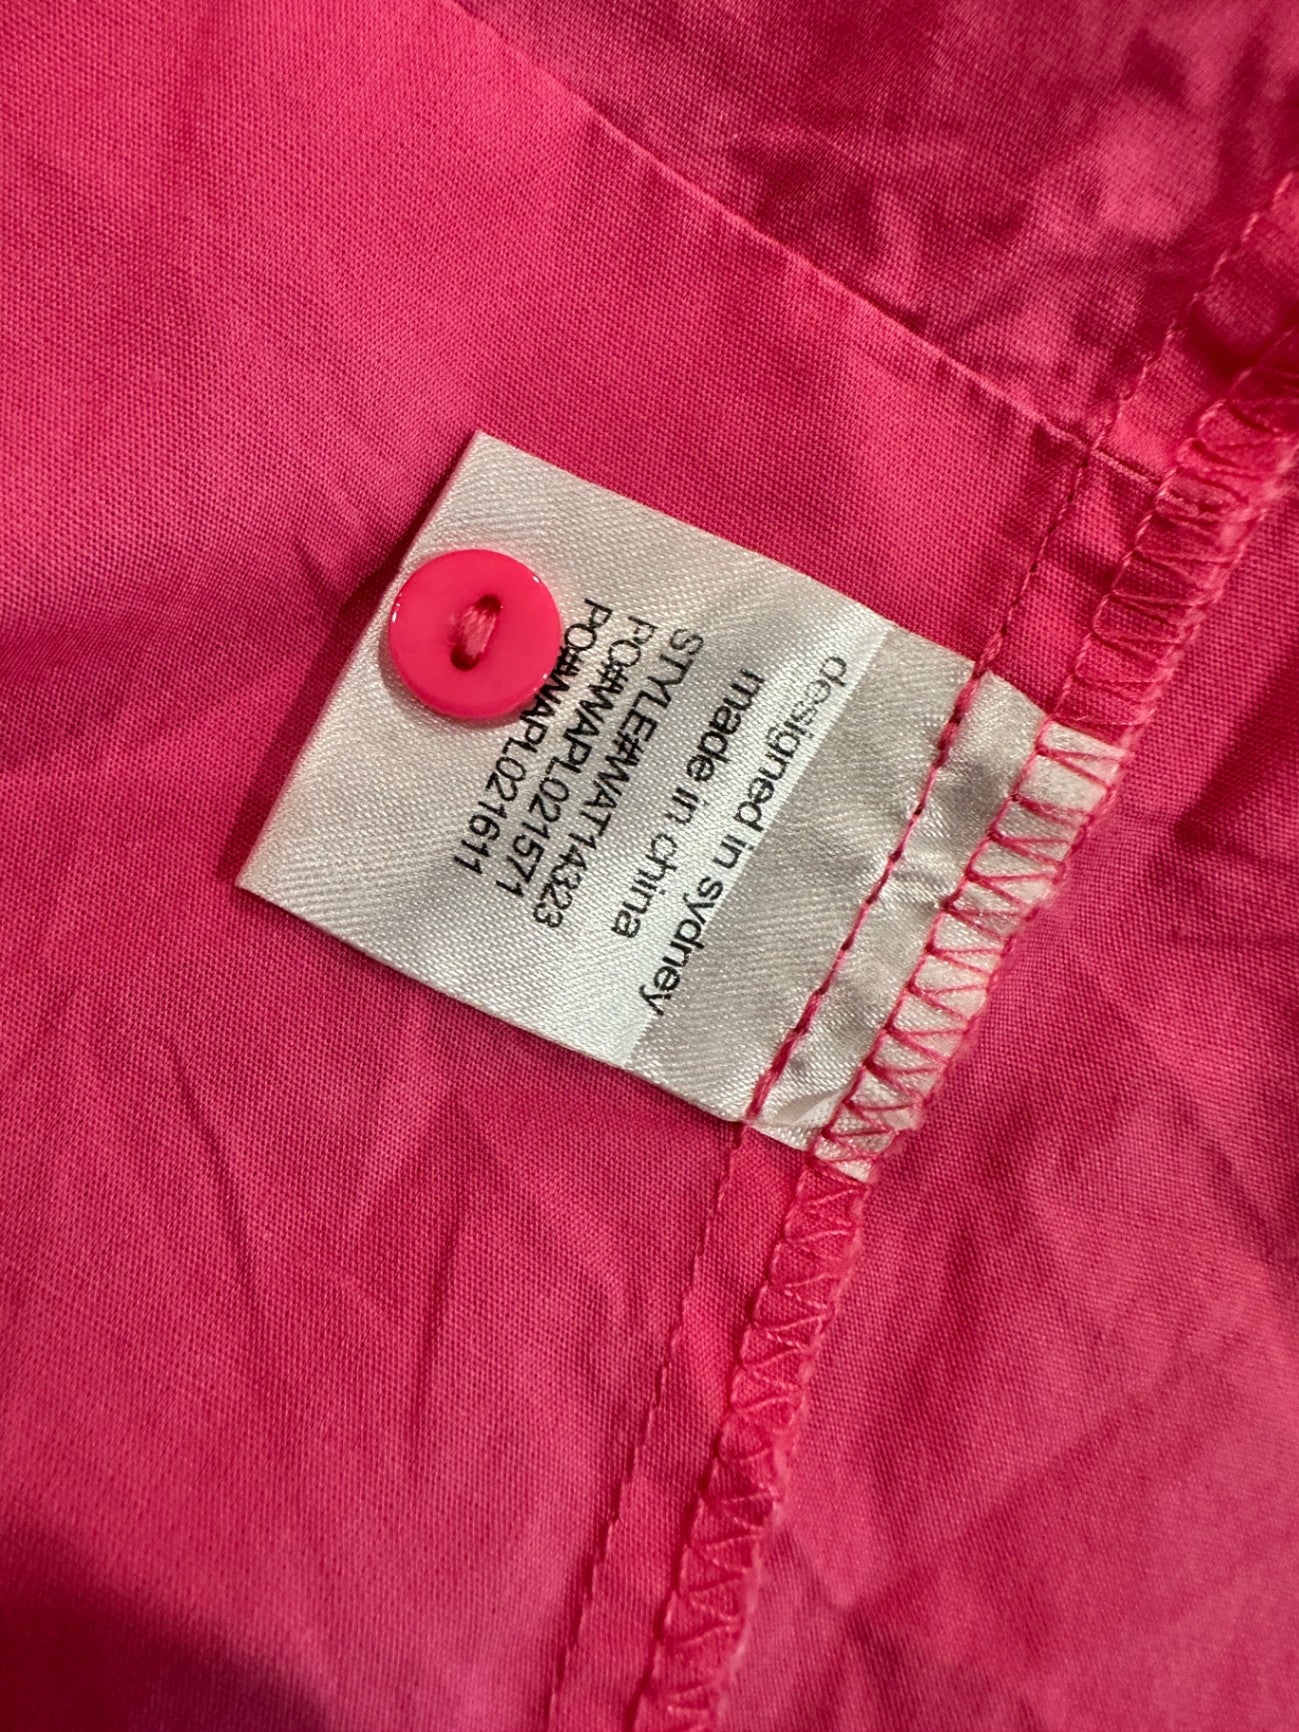 designed in sydney
made in china
STYLE#WAT14323
PO#WAPL021571
PO#WAPL021611